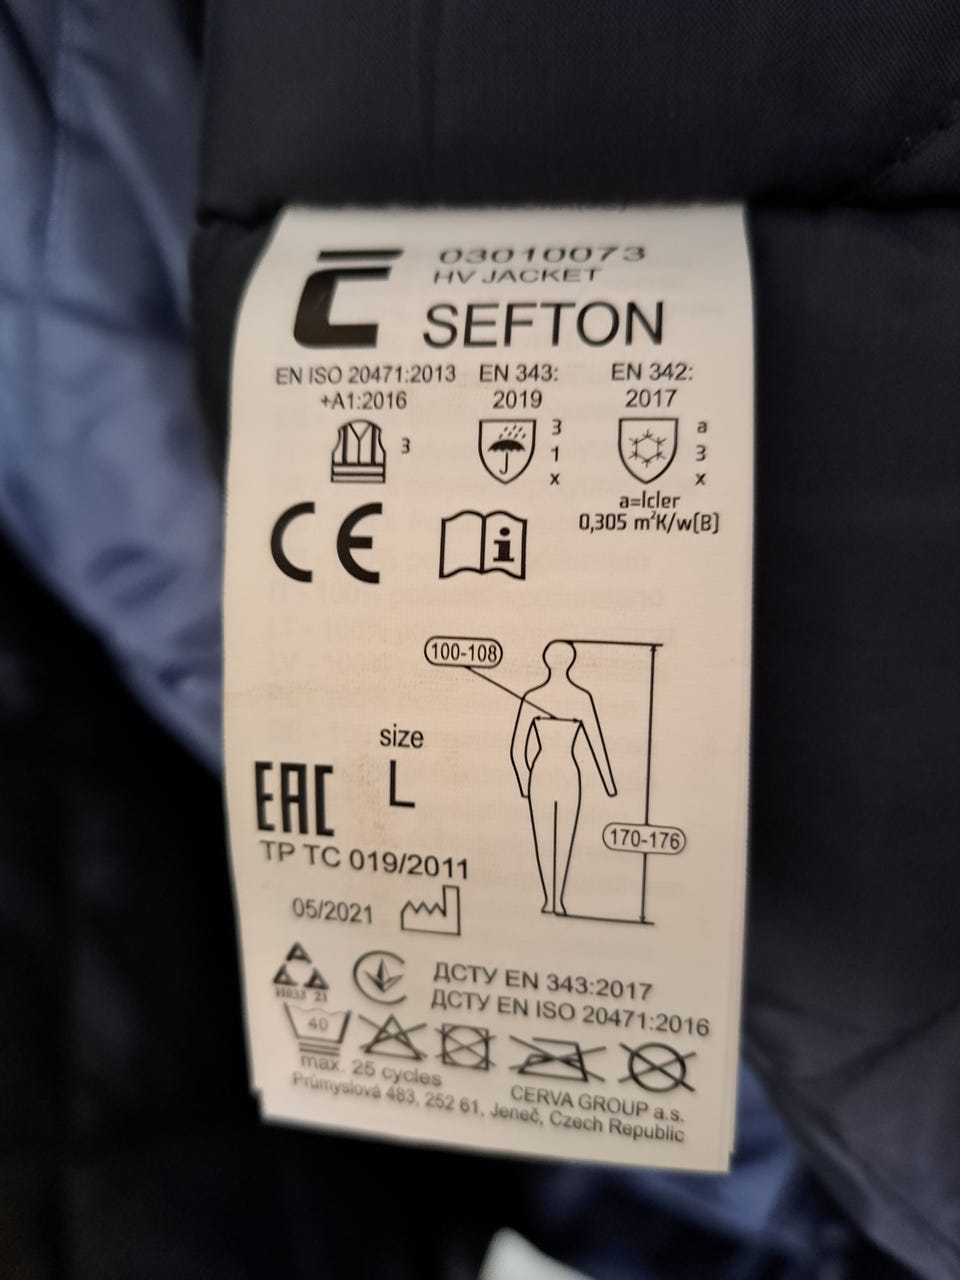 03010073
HV JACKET
SEFTON
EN ISO 20471:2013
+A1:2016
3
EN 343:
2019
3
1
x
EN 342:
2017
a
3
x
a=Icler
0,305 m²K/w(B)
CE
i
100-108
size
L
170-176
EAC
ТР ТС 019/2011
05/2021
ДСТУ EN 343:2017
ДСТУ EN ISO 20471:2016
40
max. 25 cycles
CERVA GROUP a.s.
Průmyslová 483, 252 61, Jeneč, Czech Republic